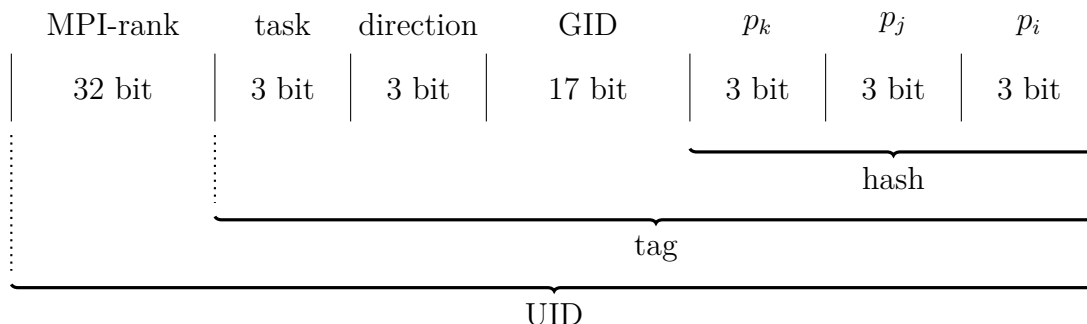 MPI-rank task direction GID p_k p_j p_i
32 bit 3 bit 3 bit 17 bit 3 bit 3 bit 3 bit
hash
tag
UID